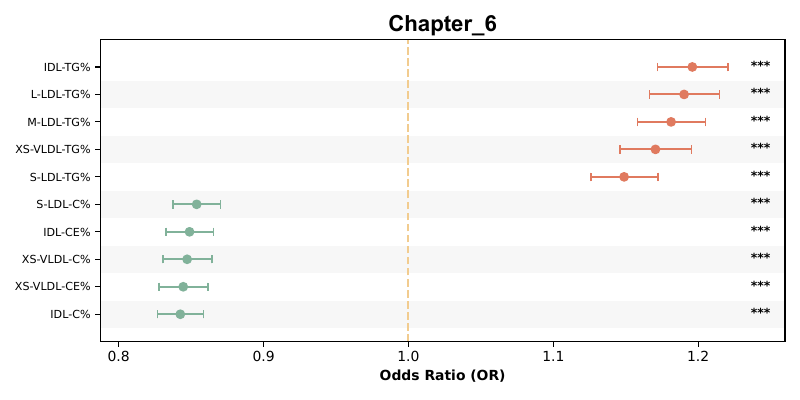 Chapter_6
IDL-TG% ***
L-LDL-TG% ***
M-LDL-TG% ***
XS-VLDL-TG% ***
S-LDL-TG% ***
S-LDL-C% ***
IDL-CE% ***
XS-VLDL-C% ***
XS-VLDL-CE% ***
IDL-C% ***
0.8 0.9 1.0 1.1 1.2
Odds Ratio (OR)